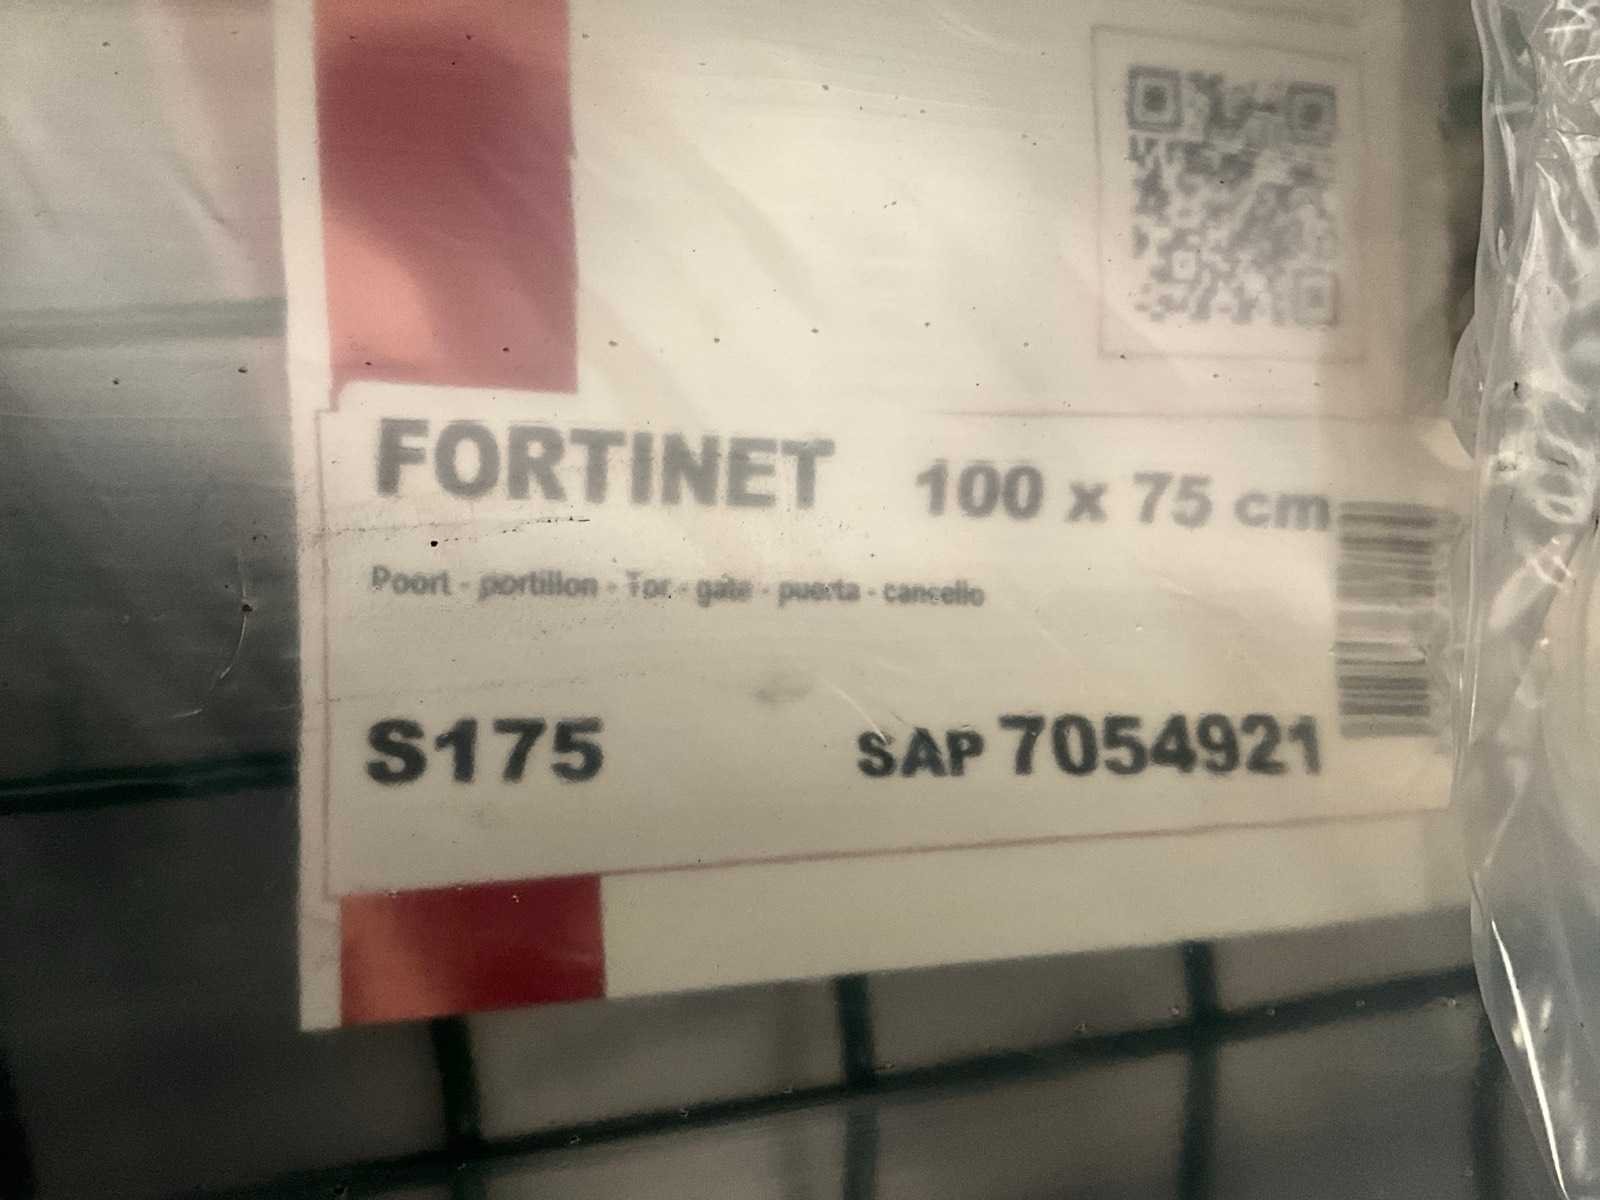 FORTINET 100 x 75 cm
Poort - portillon - Tor - gate - puerta - cancello
S175 SAP 7054921